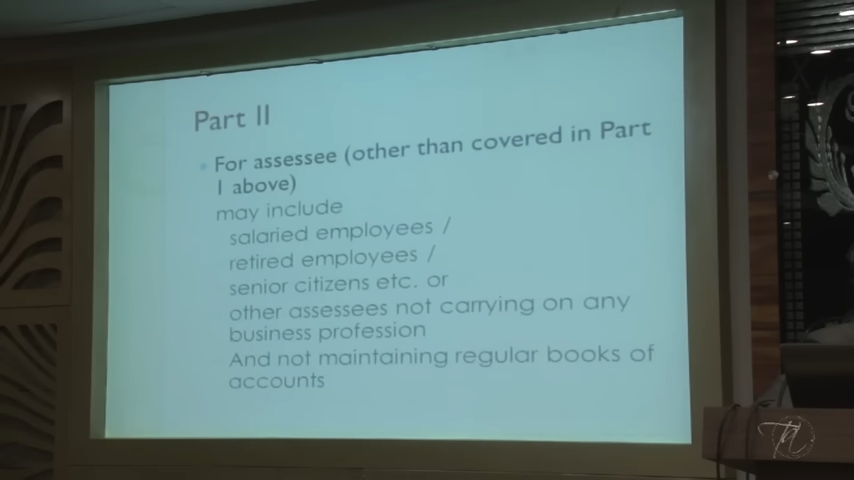 Part II
For assessee (other than covered in Part
1 above)
may include
salaried employees /
retired employees /
senior citizens etc. or
other assessees not carrying on any
business profession
And not maintaining regular books of
accounts